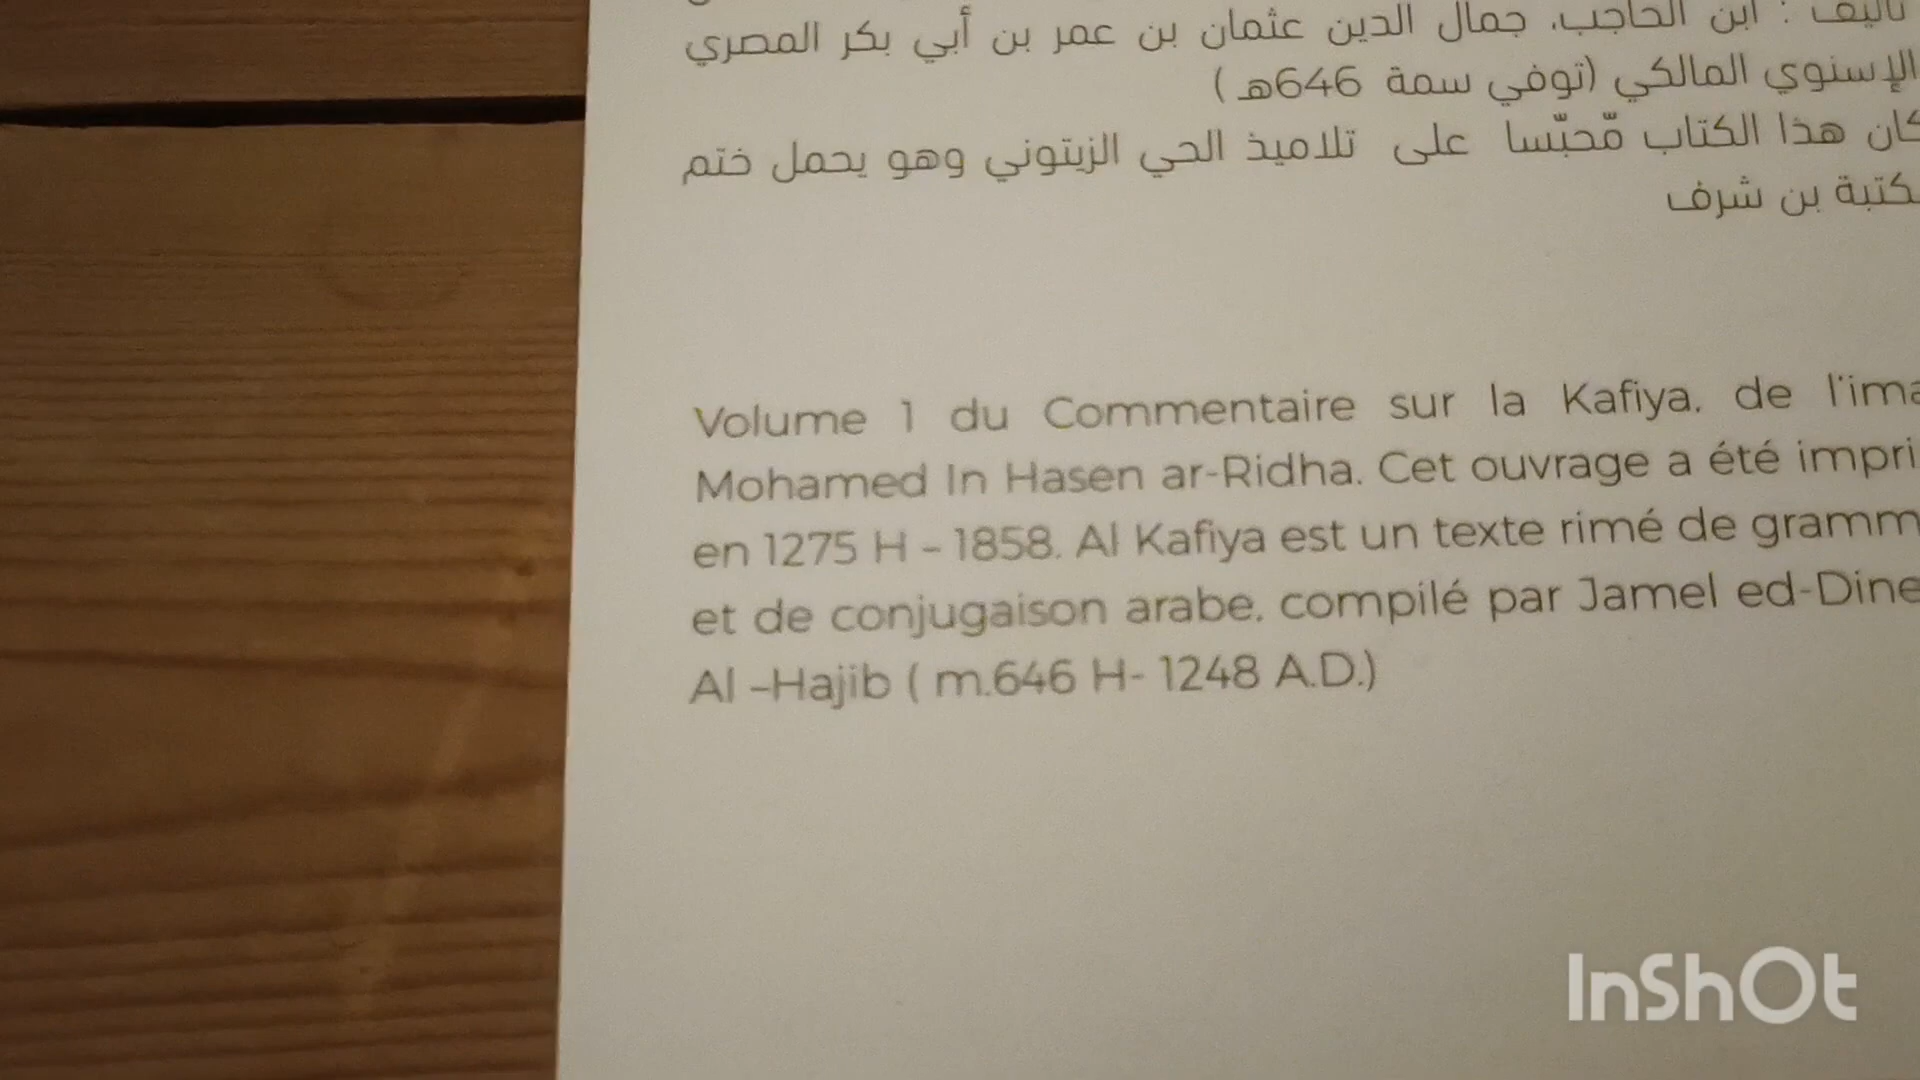 تأليف : ابن الحاجب، جمال الدين عثمان بن عمر بن أبي بكر المصري
الإسنوي المالكي (توفي سمة 646هـ )
كان هذا الكتاب مّحبّسا على تلاميذ الحي الزيتوني وهو يحمل ختم
بن شرف
Volume 1 du Commentaire sur la Kafiya, de
Mohamed In Hasen ar-Ridha. Cet ouvrage a été
en 1275 H – 1858. Al Kafiya est un texte rimé de
et de conjugaison arabe, compilé par Jamel ed-Dine
Al –Hajib ( m.646 H- 1248 A.D.)
InShOt